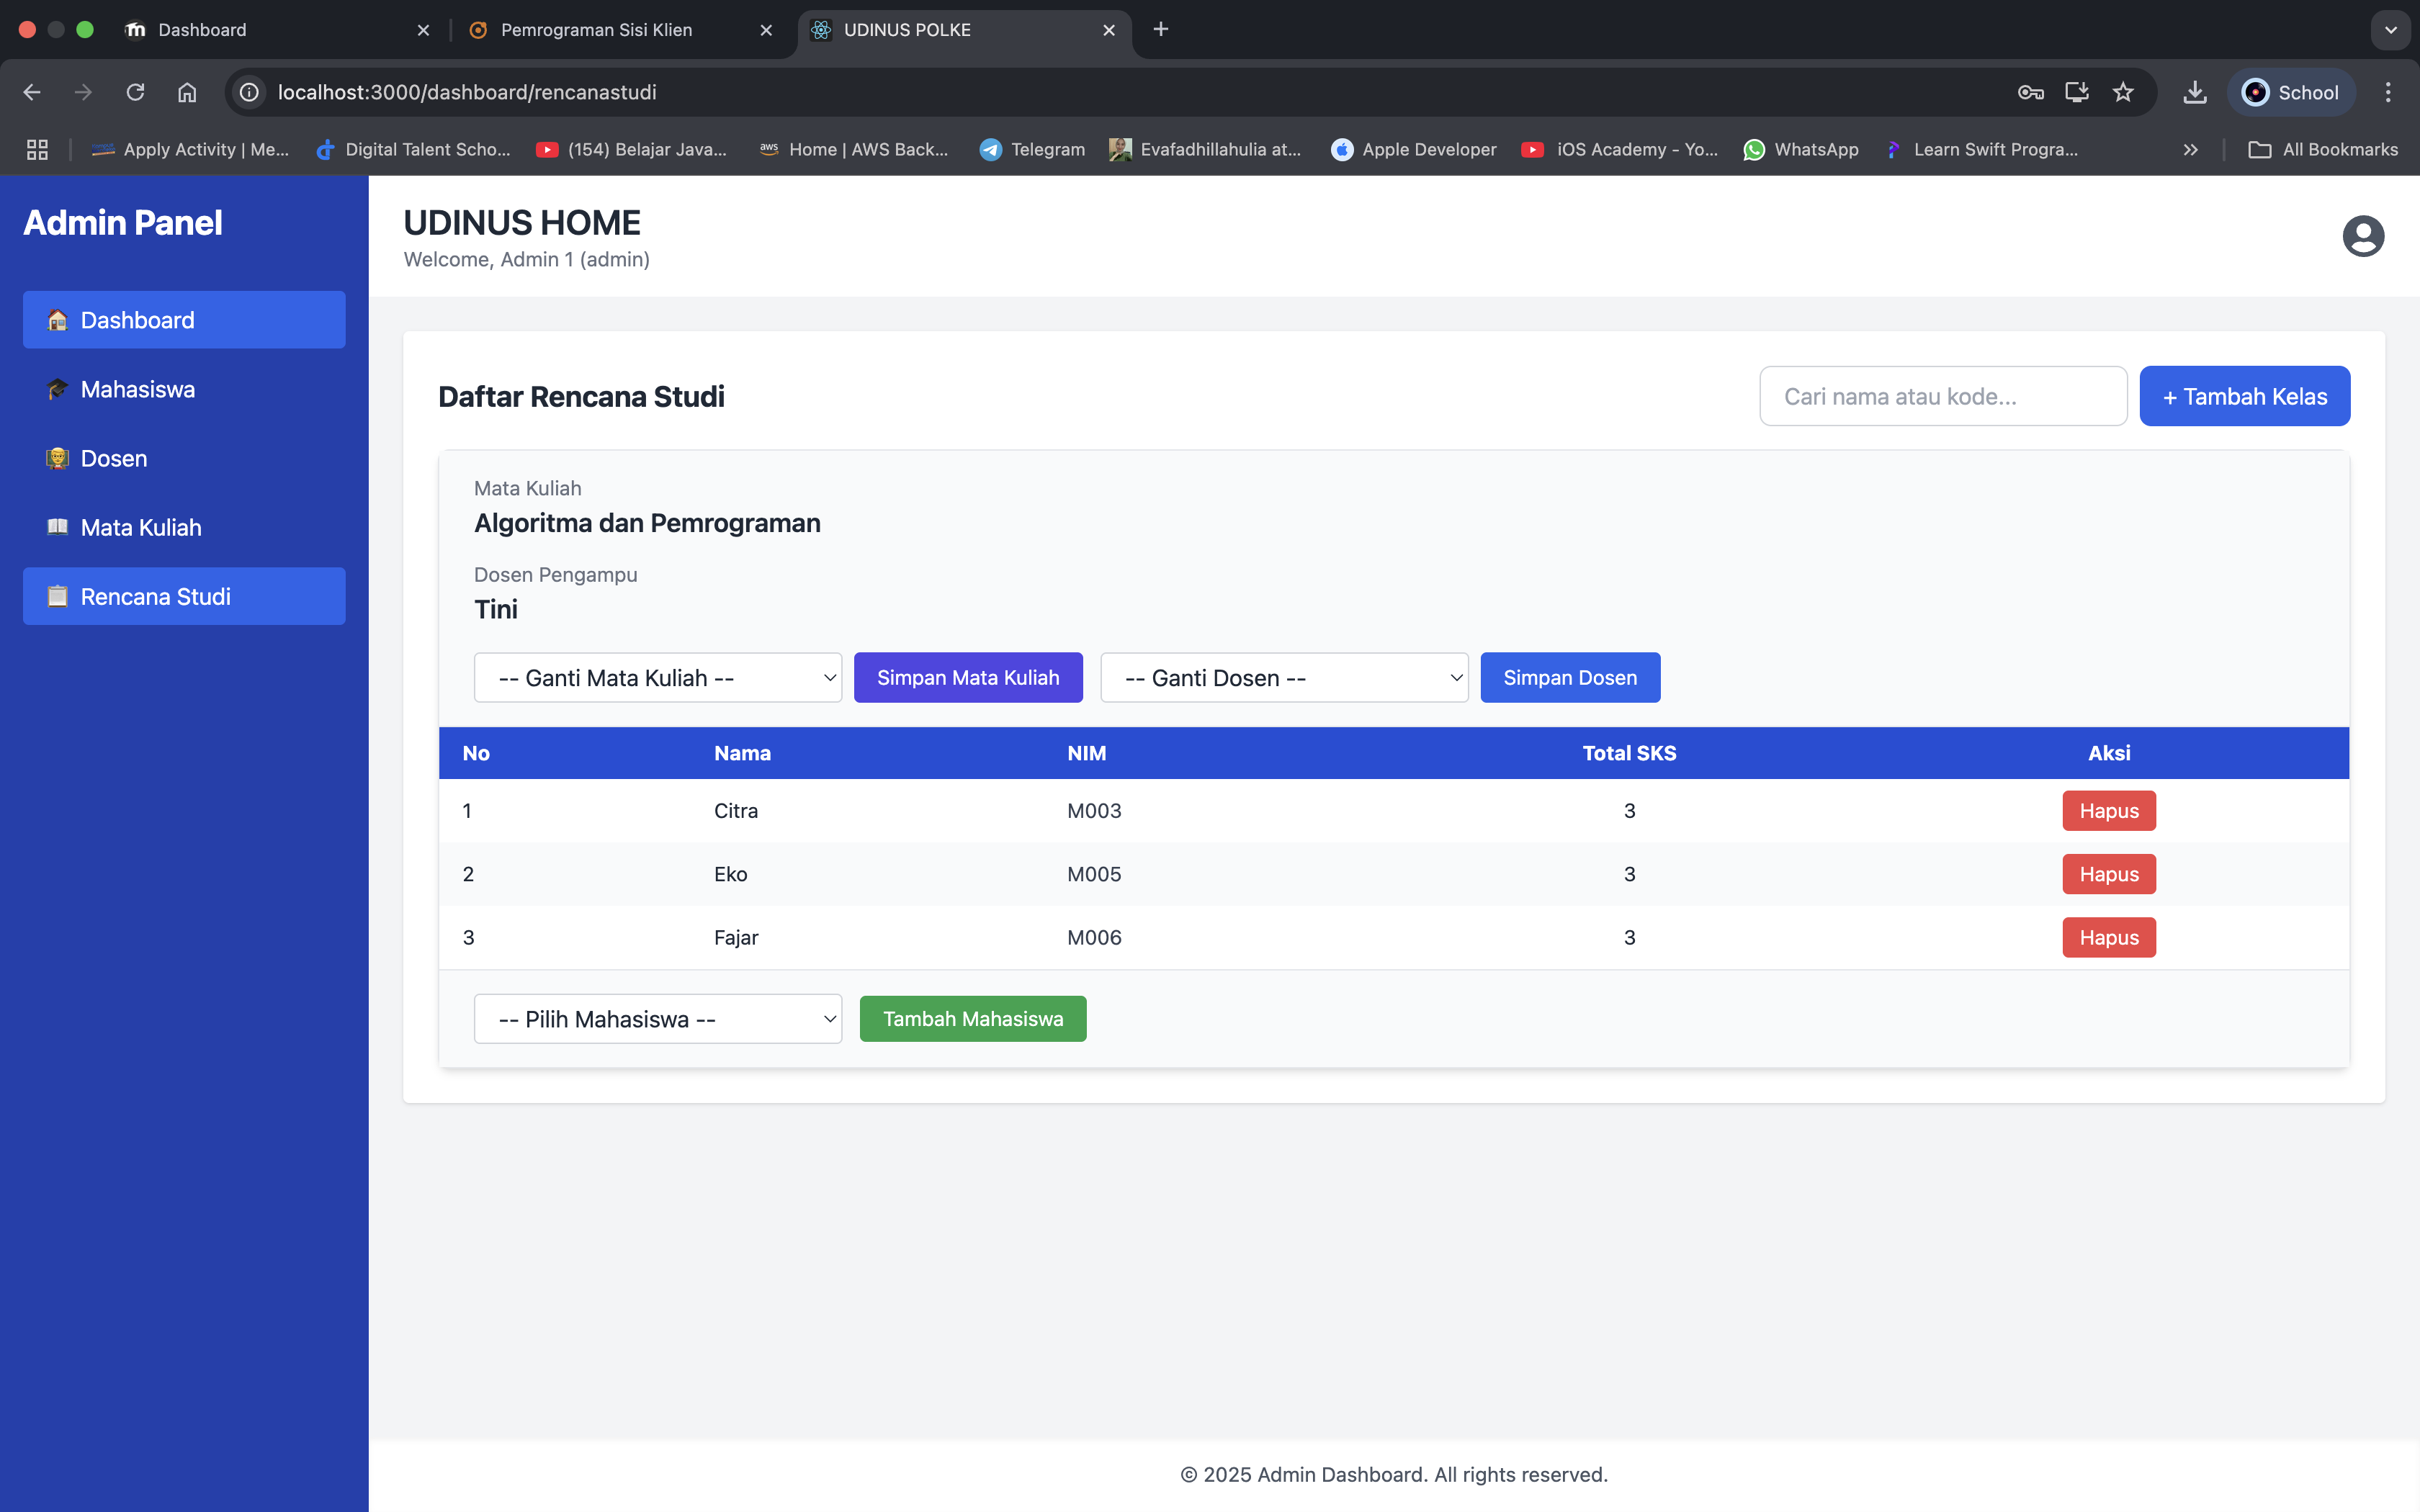 Dashboard
Pemrograman Sisi Klien
UDINUS POLKE
localhost:3000/dashboard/rencanastudi
School
Apply Activity | Me...
Digital Talent Scho...
(154) Belajar Java...
aws
Home | AWS Back...
Telegram
Evafadhillahulia at...
Apple Developer
iOS Academy - Yo...
WhatsApp
Learn Swift Progra...
All Bookmarks
Admin Panel
Dashboard
Mahasiswa
Dosen
Mata Kuliah
Rencana Studi
UDINUS HOME
Welcome, Admin 1 (admin)
Daftar Rencana Studi
Cari nama atau kode...
+ Tambah Kelas
Mata Kuliah
Algoritma dan Pemrograman
Dosen Pengampu
Tini
-- Ganti Mata Kuliah --
Simpan Mata Kuliah
-- Ganti Dosen --
Simpan Dosen
No Nama NIM Total SKS Aksi
1 Citra M003 3 Hapus
2 Eko M005 3 Hapus
3 Fajar M006 3 Hapus
-- Pilih Mahasiswa --
Tambah Mahasiswa
© 2025 Admin Dashboard. All rights reserved.